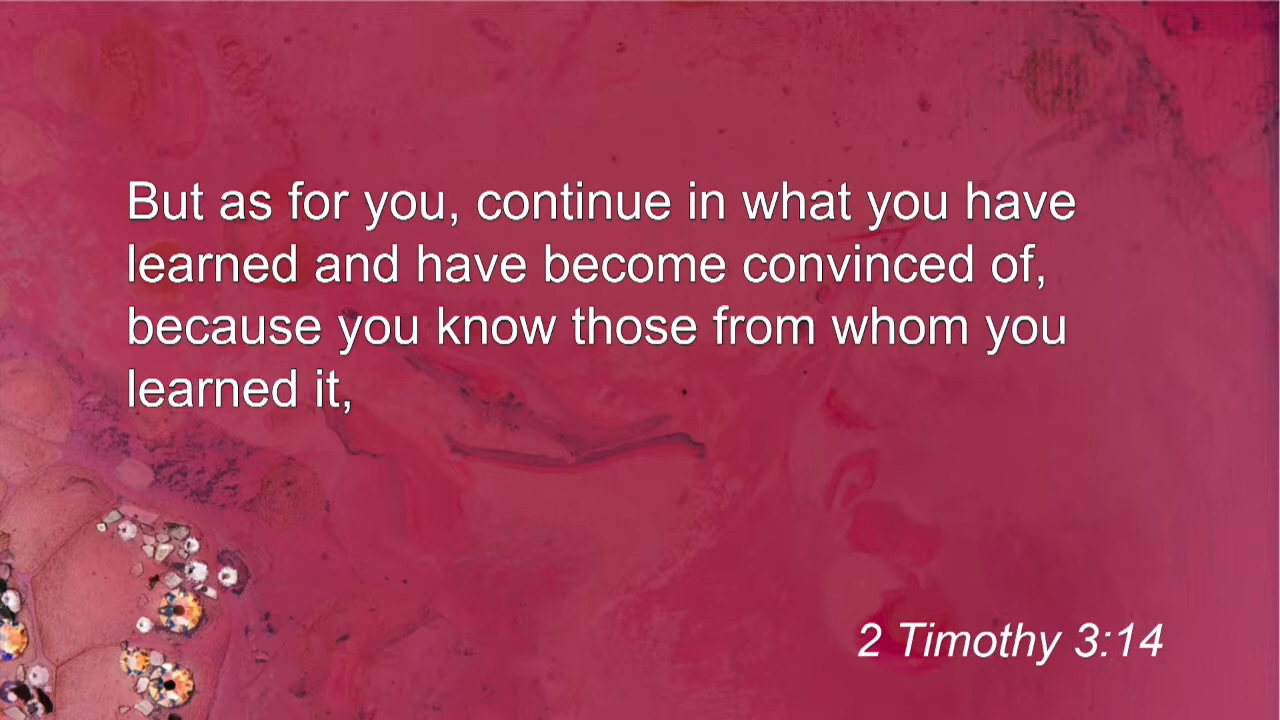 But as for you, continue in what you have
learned and have become convinced of,
because you know those from whom you
learned it,
2 Timothy 3:14